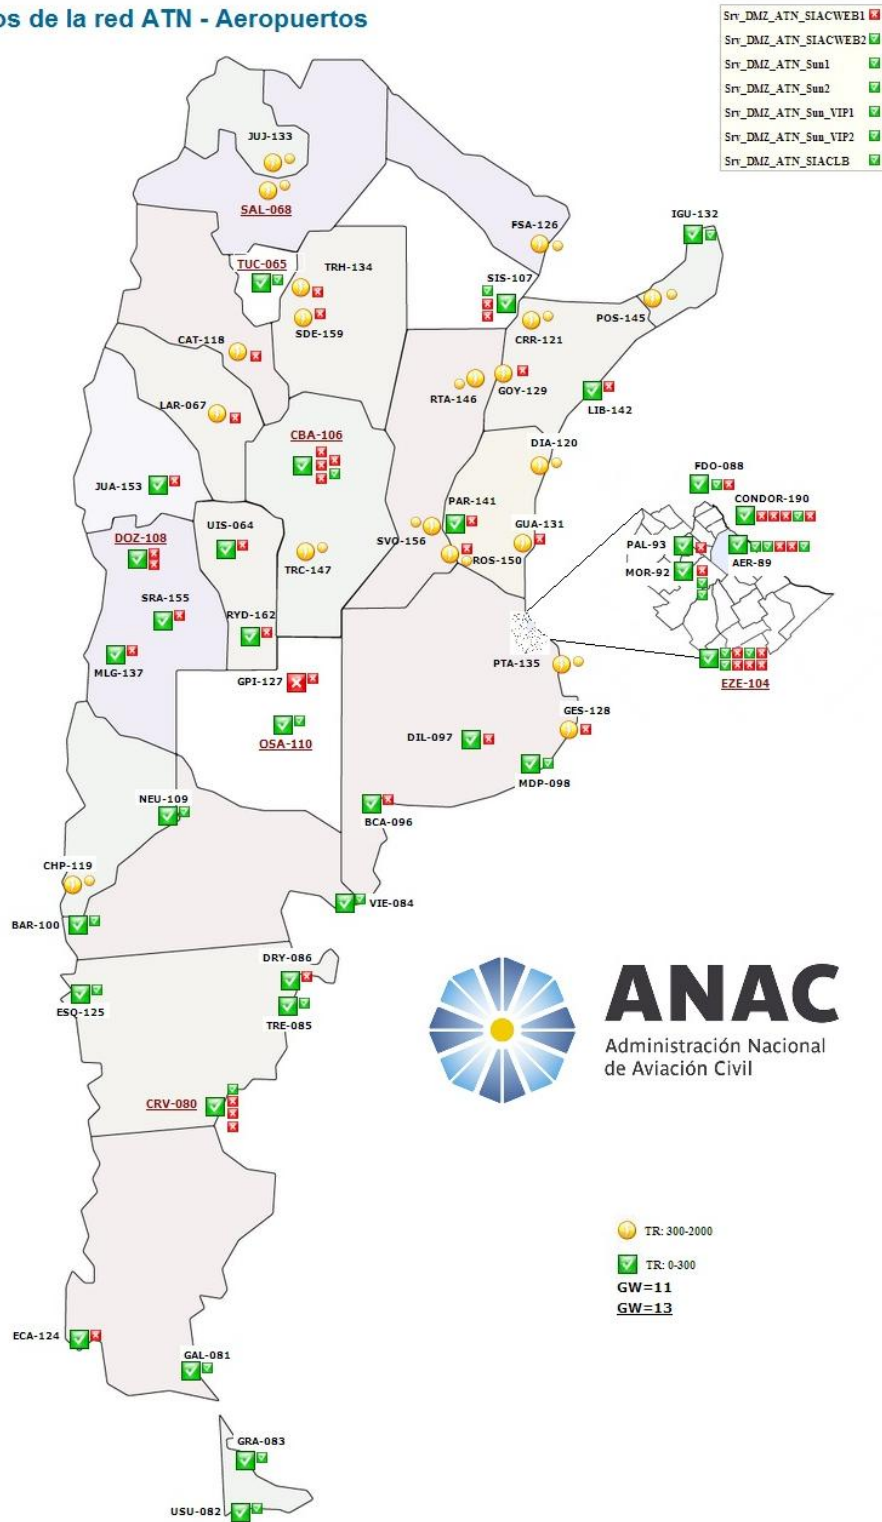 os de la red ATN - Aeropuertos
Srv_DMZ_ATN_SIACWEB1
Srv_DMZ_ATN_SIACWEB2
Srv_DMZ_ATN_Sun1
Srv_DMZ_ATN_Sun2
Srv_DMZ_ATN_Sun_VIP1
Srv_DMZ_ATN_Sun_VIP2
Srv_DMZ_ATN_SIACLB
JUJ-133
SAL-068
FSA-126
IGU-132
TUC-065
TRH-134
SIS-107
POS-145
SDE-159
CRR-121
CAT-118
RTA-146
GOY-129
LAR-067
LIB-142
CBA-106
DIA-120
FDO-088
JUA-153
CONDOR-190
PAR-141
UIS-064
GUA-131
DOZ-108
SVO-156
PAL-93
AER-89
TRC-147
ROS-150
MOR-92
SRA-155
RYD-162
PTA-135
MLG-137
GPI-127
EZE-104
GES-128
DIL-097
OSA-110
MDP-098
NEU-109
BCA-096
CHP-119
VIE-084
BAR-100
DRY-086
ESQ-125
TRE-085
ANAC
Administración Nacional
de Aviación Civil
CRV-080
TR: 300-2000
TR: 0-300
GW=11
GW=13
ECA-124
GAL-081
GRA-083
USU-082